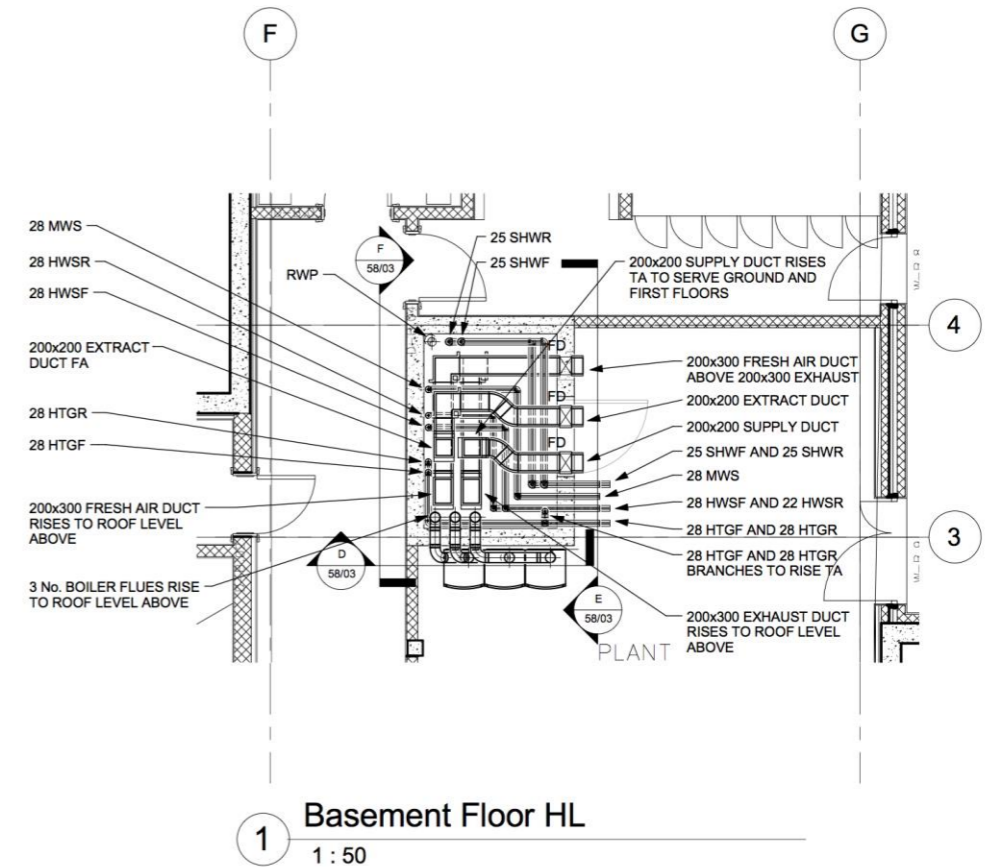 F
G
28 MWS
28 HWSR
28 HWSF
200x200 EXTRACT
DUCT FA
28 HTGR
28 HTGF
200x300 FRESH AIR DUCT
RISES TO ROOF LEVEL
ABOVE
3 No. BOILER FLUES RISE
TO ROOF LEVEL ABOVE
F
58/03
RWP
25 SHWR
25 SHWF
200x200 SUPPLY DUCT RISES
TA TO SERVE GROUND AND
FIRST FLOORS
4
FD
FD
FD
200x300 FRESH AIR DUCT
ABOVE 200x300 EXHAUST
200x200 EXTRACT DUCT
200x200 SUPPLY DUCT
25 SHWF AND 25 SHWR
28 MWS
28 HWSF AND 22 HWSR
28 HTGF AND 28 HTGR
28 HTGF AND 28 HTGR
BRANCHES TO RISE TA
200x300 EXHAUST DUCT
RISES TO ROOF LEVEL
ABOVE
3
D
58/03
E
58/03
PLANT
1
Basement Floor HL
1 : 50